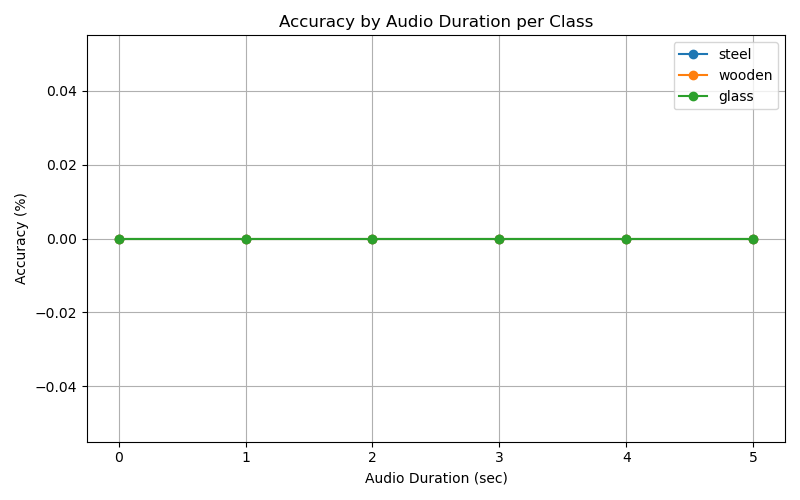 Accuracy by Audio Duration per Class
steel
wooden
glass
0.04
0.02
0.00
−0.02
−0.04
Accuracy (%)
0 1 2 3 4 5
Audio Duration (sec)